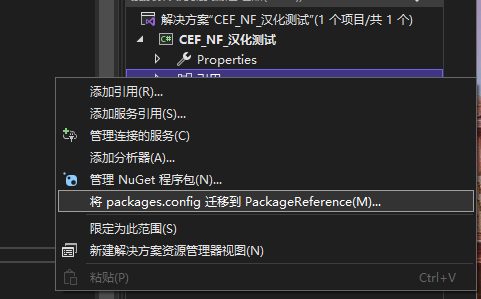 解决方案"CEF_NF_汉化测试"(1 个项目/共 1 个)
CEF_NF_汉化测试
Properties
引用
添加引用(R)...
添加服务引用(S)...
管理连接的服务(C)
添加分析器(A)...
管理 NuGet 程序包(N)...
将 packages.config 迁移到 PackageReference(M)...
限定为此范围(S)
新建解决方案资源管理器视图(N)
粘贴(P) Ctrl+V